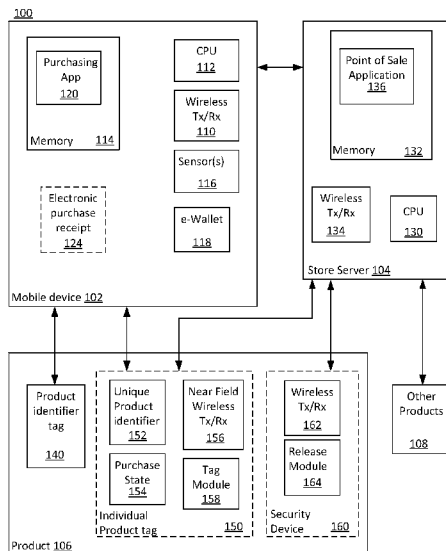 100
Purchasing
App
120
Memory 114
CPU
112
Wireless
Tx/Rx
110
Sensor(s)
116
e-Wallet
118
Electronic
purchase
receipt
124
Mobile device 102
Point of Sale
Application
136
Memory
132
Wireless
Tx/Rx
134
CPU
130
Store Server 104
Product
identifier
tag
140
Unique
Product
identifier
152
Near Field
Wireless
Tx/Rx
156
Purchase
State
154
Tag
Module
158
Individual
Product tag
150
Wireless
Tx/Rx
162
Release
Module
164
Security
Device
160
Other
Products
108
Product 106